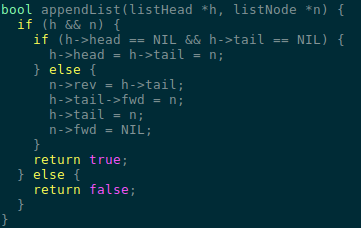 bool appendList(listHead *h, listNode *n) {
  if (h && n) {
    if (h->head == NIL && h->tail == NIL) {
      h->head = h->tail = n;
    } else {
      n->rev = h->tail;
      h->tail->fwd = n;
      h->tail = n;
      n->fwd = NIL;
    }
    return true;
  } else {
    return false;
  }
}